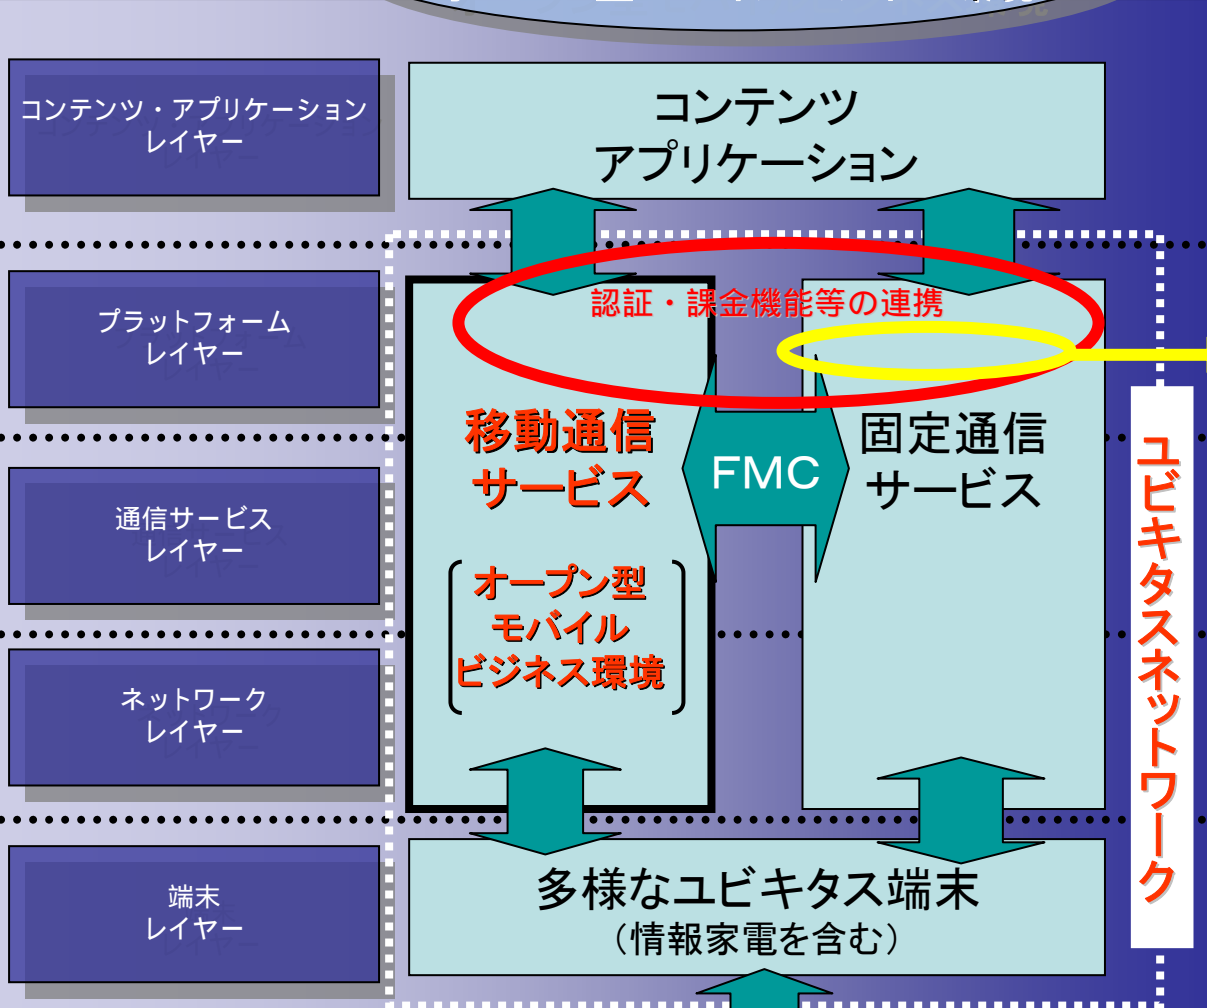 コンテンツ・アプリケーション
レイヤー
コンテンツ
アプリケーション
プラットフォーム
レイヤー
認証・課金機能等の連携
移動通信
サービス
FMC
固定通信
サービス
通信サービス
レイヤー
オープン型
モバイル
ビジネス環境
ネットワーク
レイヤー
端末
レイヤー
多様なユビキタス端末
（情報家電を含む）
ユビキタスネットワーク